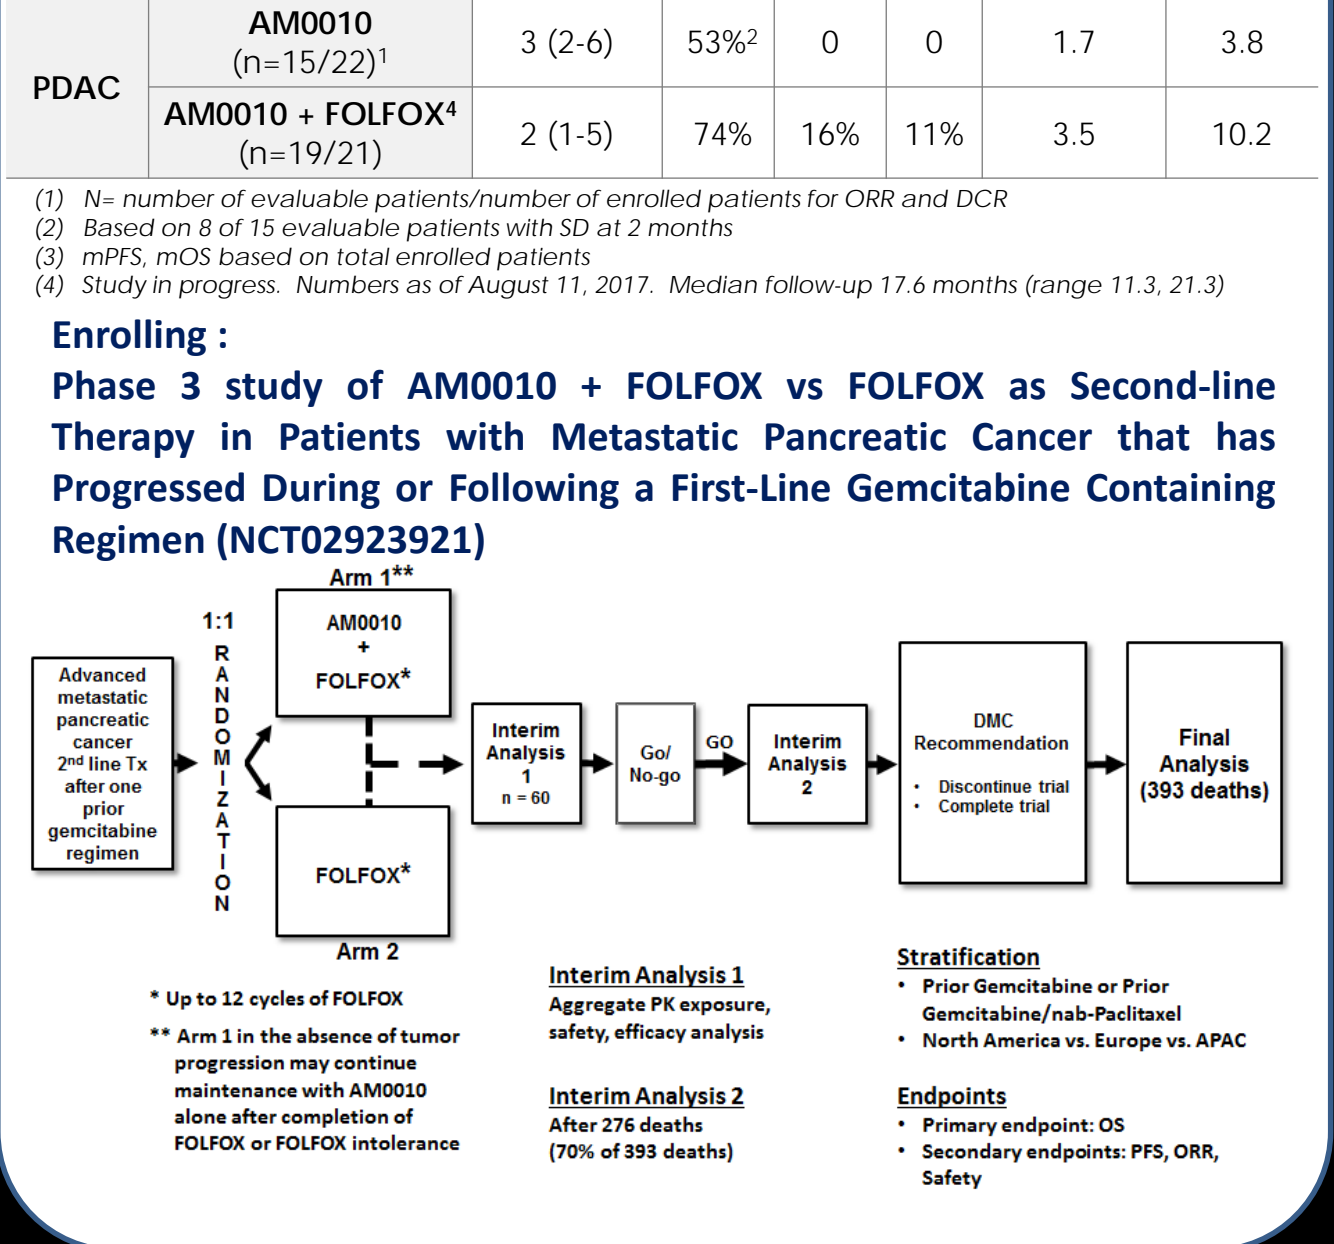 PDAC
AM0010
(n=15/22)1
3 (2-6)
53%2
0
0
1.7
3.8
AM0010 + FOLFOX4
(n=19/21)
2 (1-5)
74%
16%
11%
3.5
10.2
(1) N= number of evaluable patients/number of enrolled patients for ORR and DCR
(2) Based on 8 of 15 evaluable patients with SD at 2 months
(3) mPFS, mOS based on total enrolled patients
(4) Study in progress. Numbers as of August 11, 2017. Median follow-up 17.6 months (range 11.3, 21.3)
Enrolling :
Phase 3 study of AM0010 + FOLFOX vs FOLFOX as Second-line
Therapy in Patients with Metastatic Pancreatic Cancer that has
Progressed During or Following a First-Line Gemcitabine Containing
Regimen (NCT02923921)
Advanced
metastatic
pancreatic
cancer
2nd line Tx
after one
prior
gemcitabine
regimen
1:1
RANDOMIZATION
Arm 1**
AM0010
+
FOLFOX*
FOLFOX*
Arm 2
Interim
Analysis
1
n = 60
Go/
No-go
GO
Interim
Analysis
2
DMC
Recommendation
• Discontinue trial
• Complete trial
Final
Analysis
(393 deaths)
* Up to 12 cycles of FOLFOX
** Arm 1 in the absence of tumor
progression may continue
maintenance with AM0010
alone after completion of
FOLFOX or FOLFOX intolerance
Interim Analysis 1
Aggregate PK exposure,
safety, efficacy analysis
Interim Analysis 2
After 276 deaths
(70% of 393 deaths)
Stratification
• Prior Gemcitabine or Prior
Gemcitabine/nab-Paclitaxel
• North America vs. Europe vs. APAC
Endpoints
• Primary endpoint: OS
• Secondary endpoints: PFS, ORR,
Safety